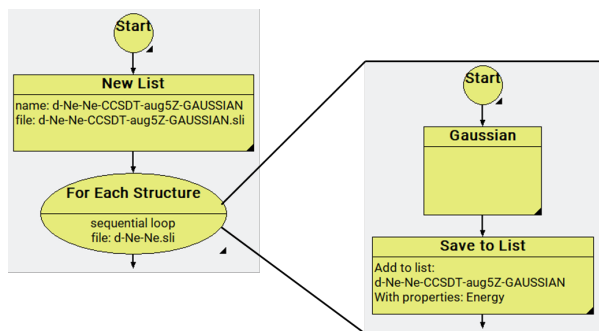 Start
New List
name: d-Ne-Ne-CCSDT-aug5Z-GAUSSIAN
file: d-Ne-Ne-CCSDT-aug5Z-GAUSSIAN.sli
For Each Structure
sequential loop
file: d-Ne-Ne.sli
Start
Gaussian
Save to List
Add to list:
d-Ne-Ne-CCSDT-aug5Z-GAUSSIAN
With properties: Energy